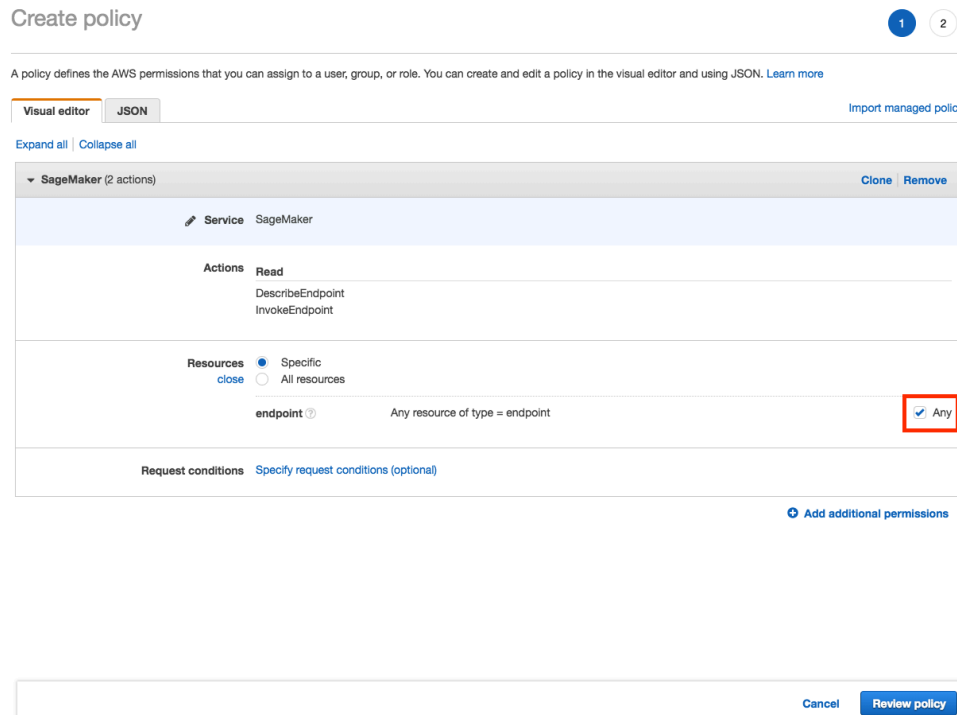 Create policy
1 2
A policy defines the AWS permissions that you can assign to a user, group, or role. You can create and edit a policy in the visual editor and using JSON. Learn more
Visual editor JSON
Import managed polic
Expand all Collapse all
SageMaker (2 actions) Clone Remove
Service SageMaker
Actions Read
DescribeEndpoint
InvokeEndpoint
Resources Specific
close All resources
endpoint ? Any resource of type = endpoint Any
Request conditions Specify request conditions (optional)
Add additional permissions
Cancel Review policy